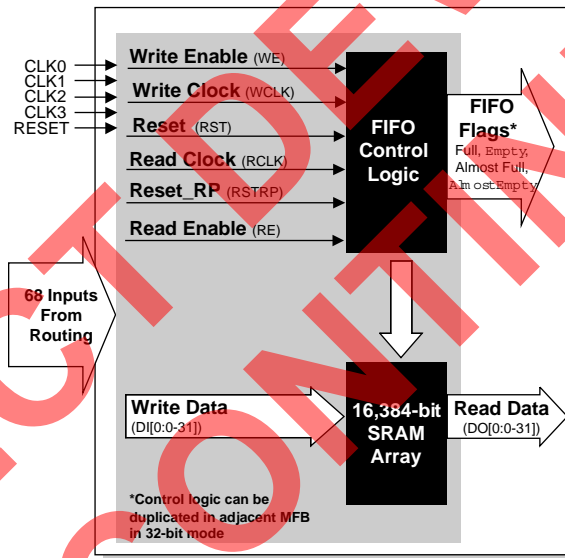 CLK0
CLK1
CLK2
CLK3
RESET
Write Enable (WE)
Write Clock (WCLK)
Reset (RST)
Read Clock (RCLK)
Reset_RP (RSTRP)
Read Enable (RE)
FIFO
Control
Logic
FIFO
Flags*
Full, Empty,
Almost Full,
AlmostEmpty
68 Inputs
From
Routing
Write Data
(DI[0:0-31])
16,384-bit
SRAM
Array
Read Data
(DO[0:0-31])
*Control logic can be
duplicated in adjacent MFB
in 32-bit mode